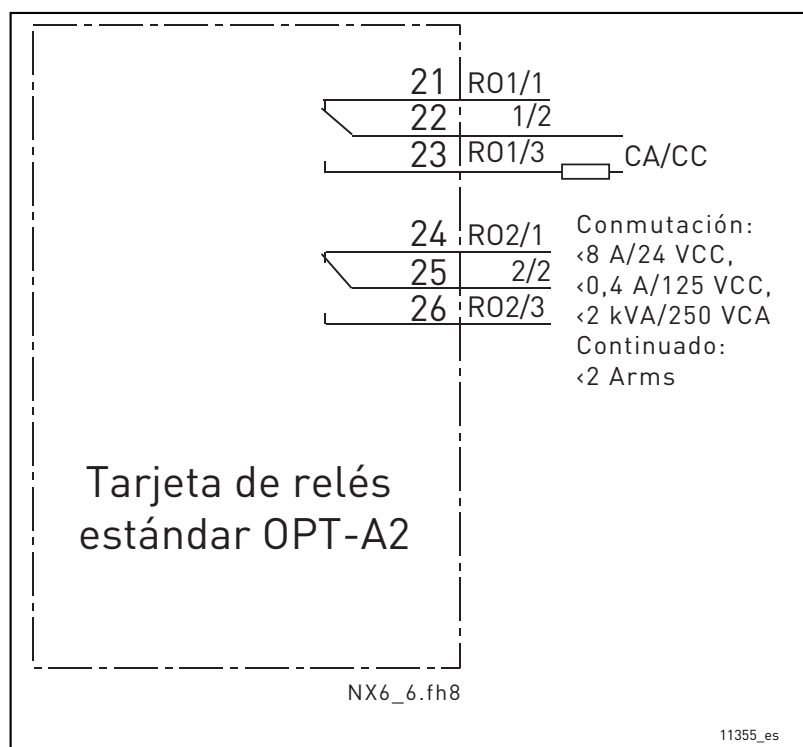 21 RO1/1
22 1/2
23 RO1/3 CA/CC
24 RO2/1
25 2/2
26 RO2/3
Conmutación:
<8 A/24 VCC,
<0,4 A/125 VCC,
<2 kVA/250 VCA
Continuado:
<2 Arms
Tarjeta de relés
estándar OPT-A2
NX6_6.fh8
11355_es